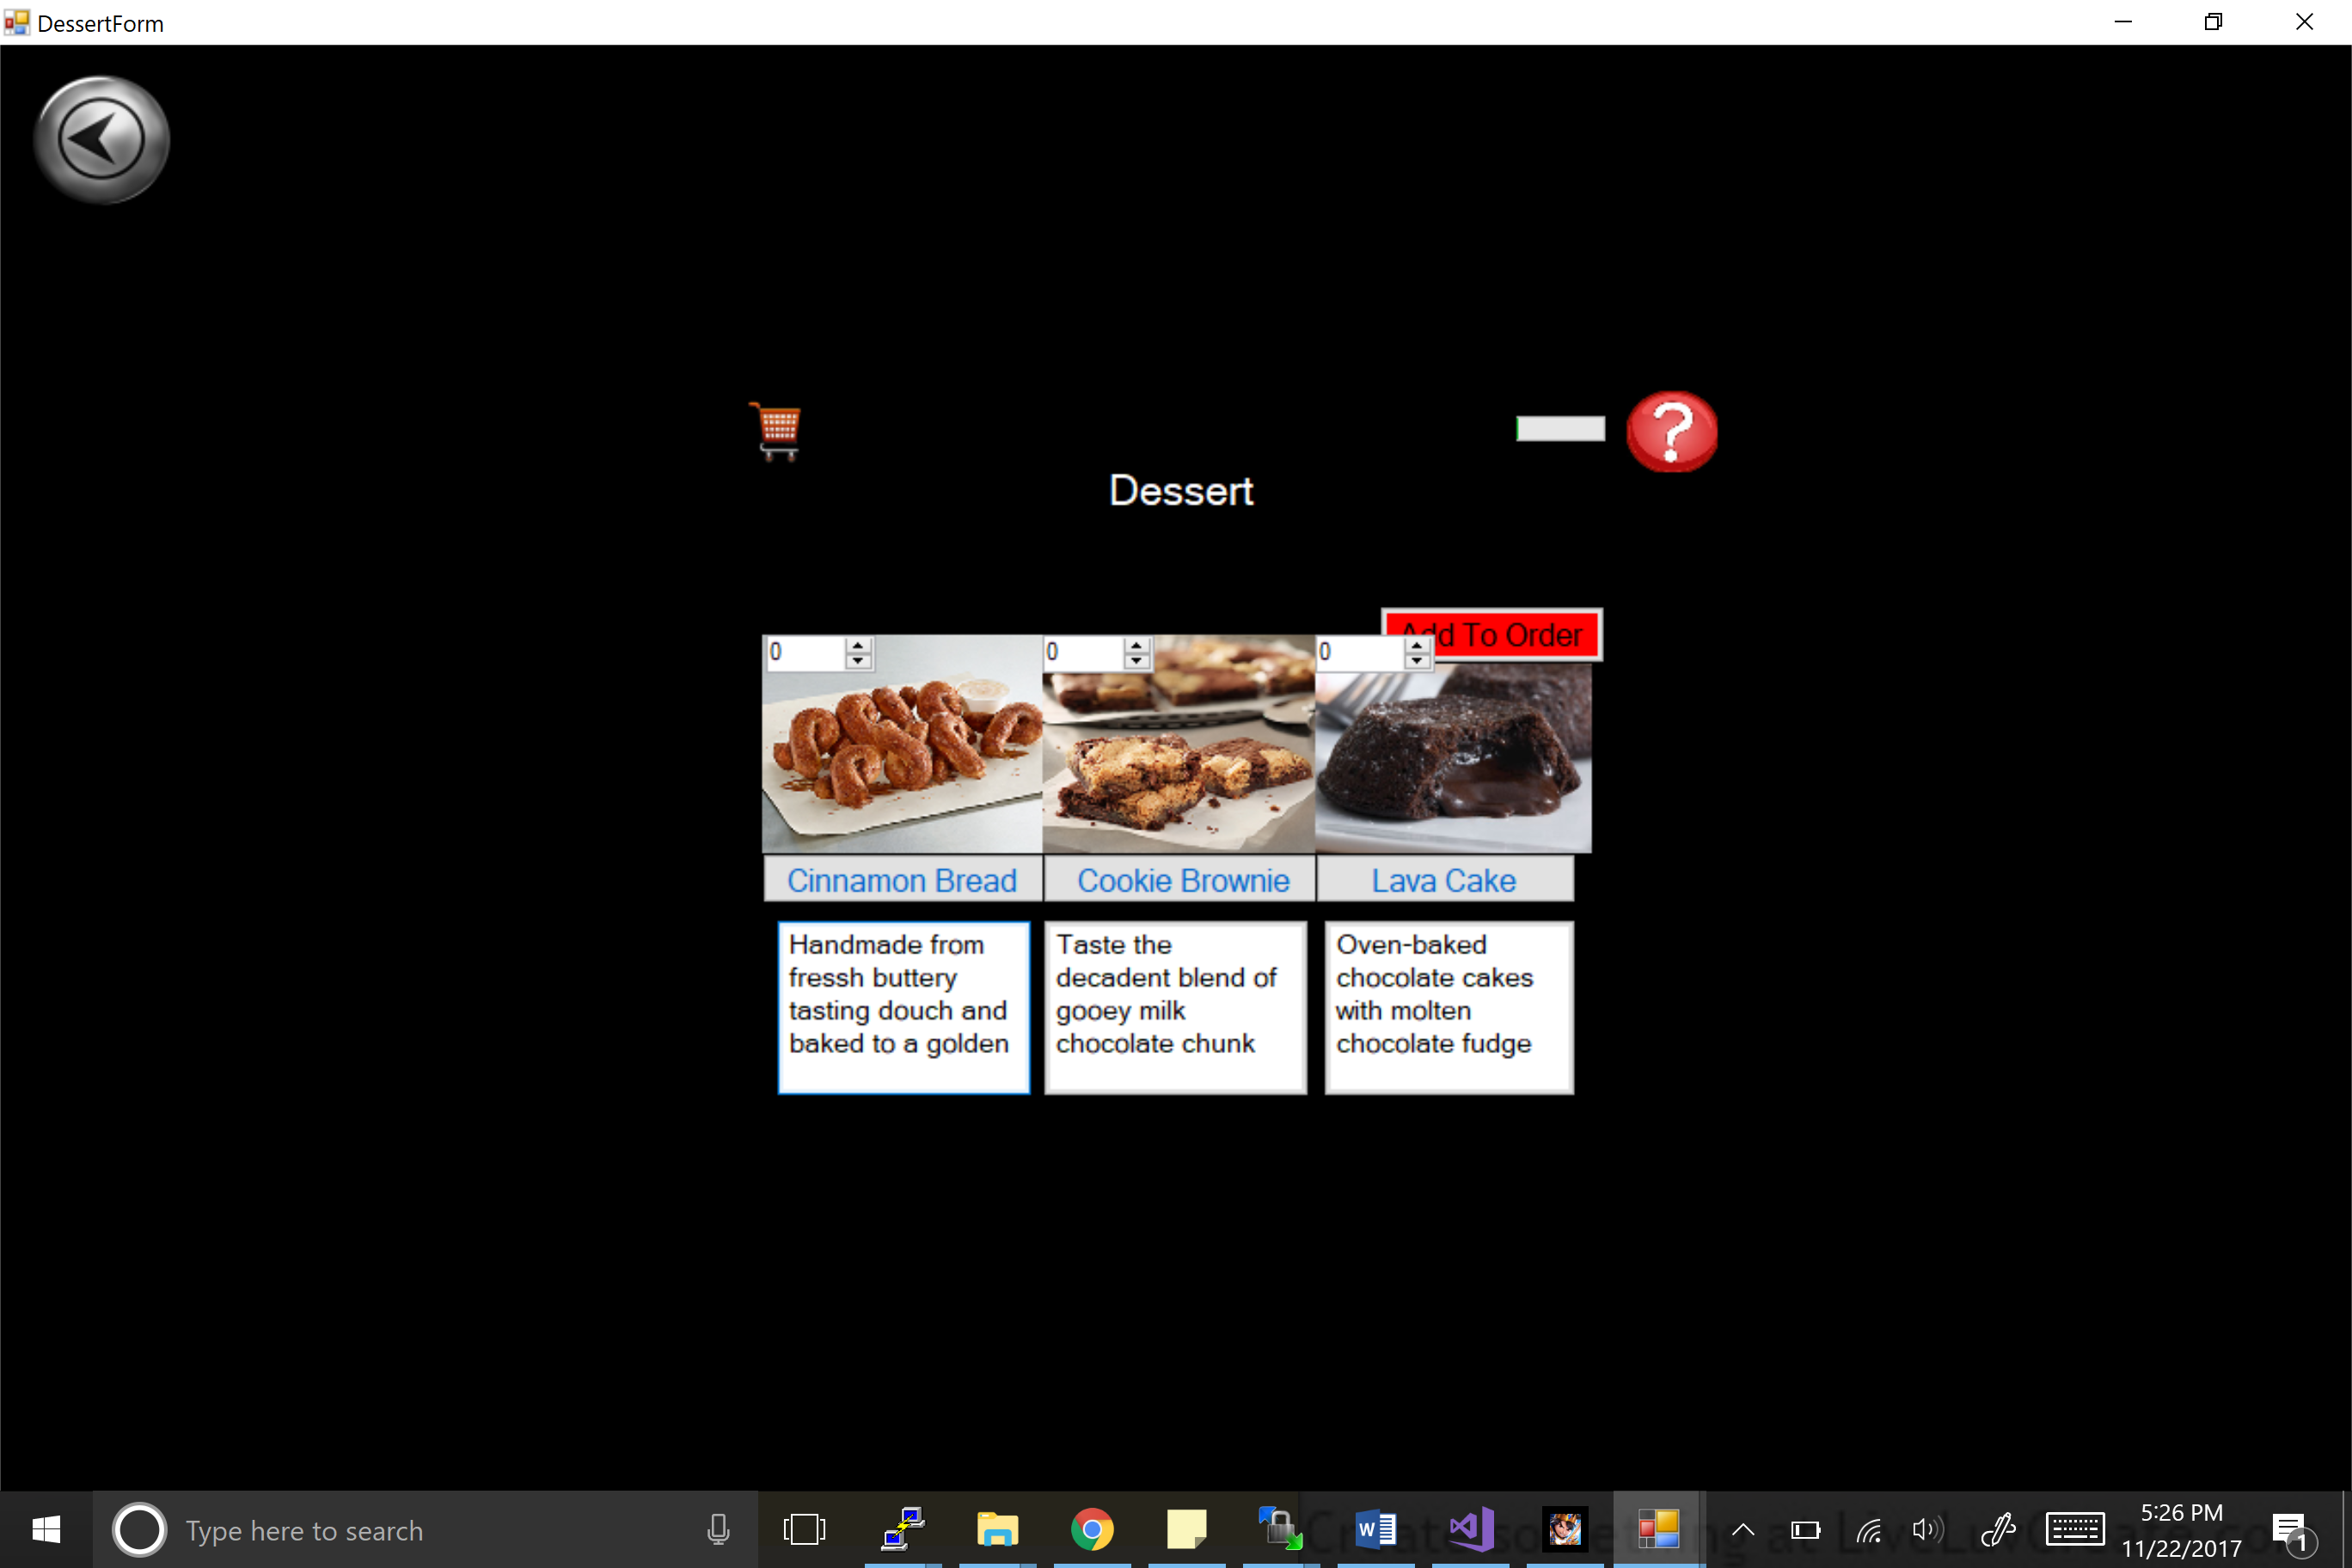 DessertForm
Dessert
Add To Order
0
0
0
Cinnamon Bread
Cookie Brownie
Lava Cake
Handmade from
fressh buttery
tasting douch and
baked to a golden
Taste the
decadent blend of
gooey milk
chocolate chunk
Oven-baked
chocolate cakes
with molten
chocolate fudge
Type here to search
5:26 PM
11/22/2017
1